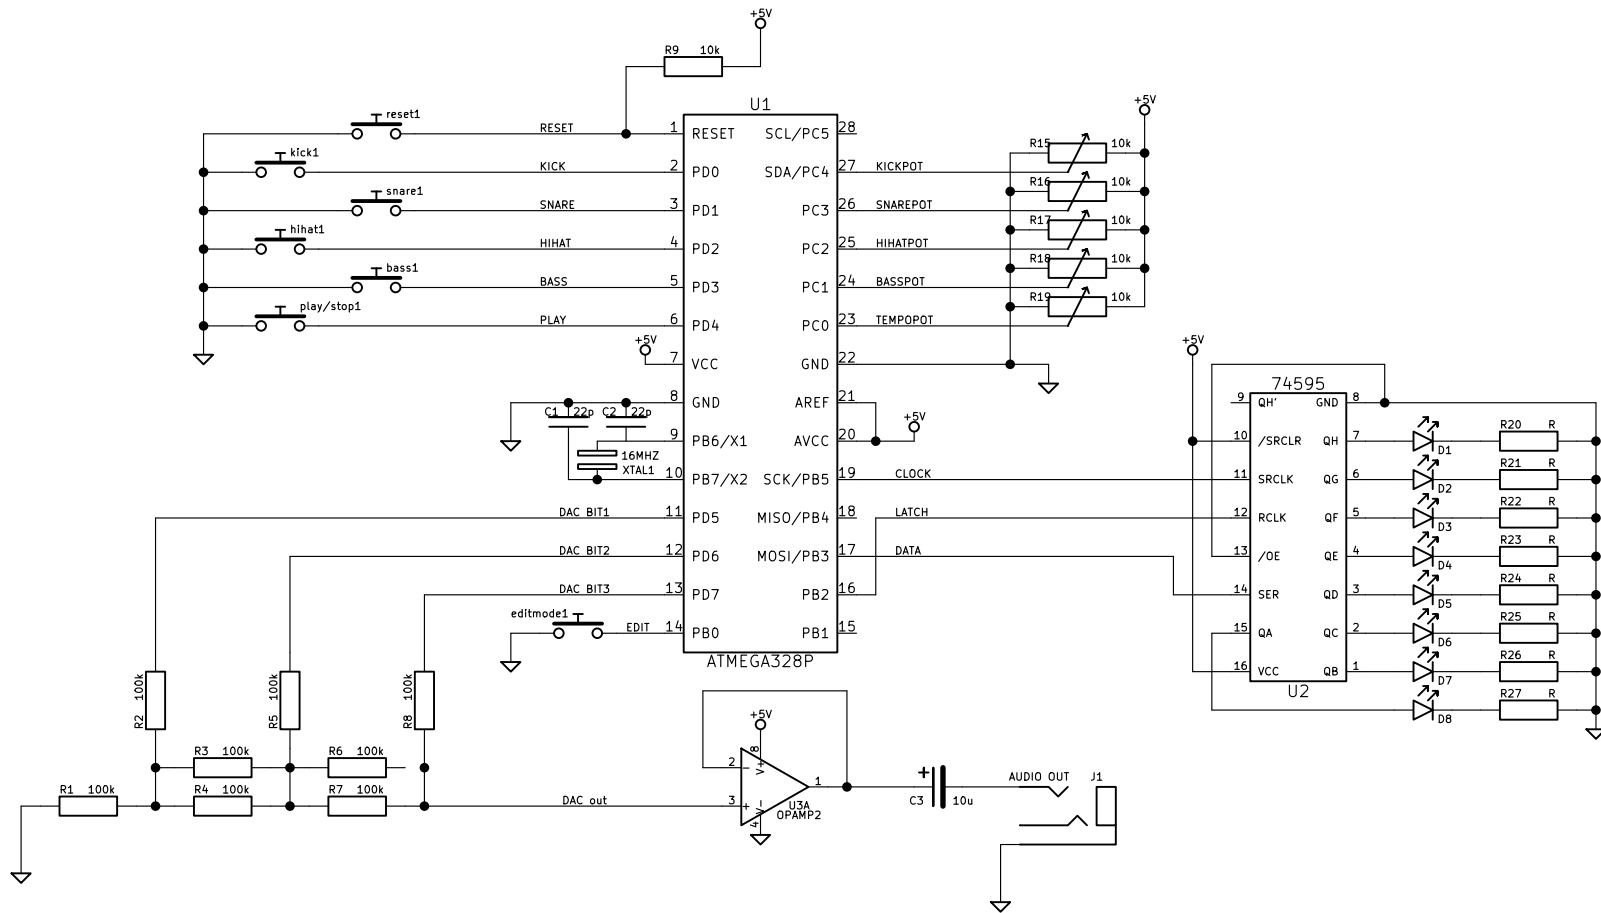 +5V
R9 10k
U1
+5V
reset1
RESET
1
RESET
SCL/PC5
28
R15
10k
kick1
KICK
2
PD0
SDA/PC4
27
KICKPOT
R16
10k
snare1
SNARE
3
PD1
PC3
26
SNAREPOT
R17
10k
hihat1
HIHAT
4
PD2
PC2
25
HIHATPOT
R18
10k
bass1
BASS
5
PD3
PC1
24
BASSPOT
R19
10k
play/stop1
PLAY
6
PD4
PC0
23
TEMPOPOT
+5V
7
VCC
GND
22
+5V
8
GND
AREF
21
C1 22p
C2 22p
+5V
9
PB6/X1
AVCC
20
16MHZ
XTAL1
10
PB7/X2
SCK/PB5
19
CLOCK
DAC BIT1
11
PD5
MISO/PB4
18
LATCH
DAC BIT2
12
PD6
MOSI/PB3
17
DATA
DAC BIT3
13
PD7
PB2
16
editmode1
EDIT
14
PB0
PB1
15
ATMEGA328P
74595
9
QH'
GND
8
10
/SRCLR
QH
7
D1
R20 R
11
SRCLK
QG
6
D2
R21 R
12
RCLK
QF
5
D3
R22 R
13
/OE
QE
4
D4
R23 R
14
SER
QD
3
D5
R24 R
15
QA
QC
2
D6
R25 R
16
VCC
QB
1
D7
R26 R
U2
D8
R27 R
R2 100k
R5 100k
R8 100k
R3 100k
R6 100k
R1 100k
R4 100k
R7 100k
DAC out
+5V
8
V+
2
-
3
+
V-
4
1
U3A
OPAMP2
+
C3
10u
AUDIO OUT
J1